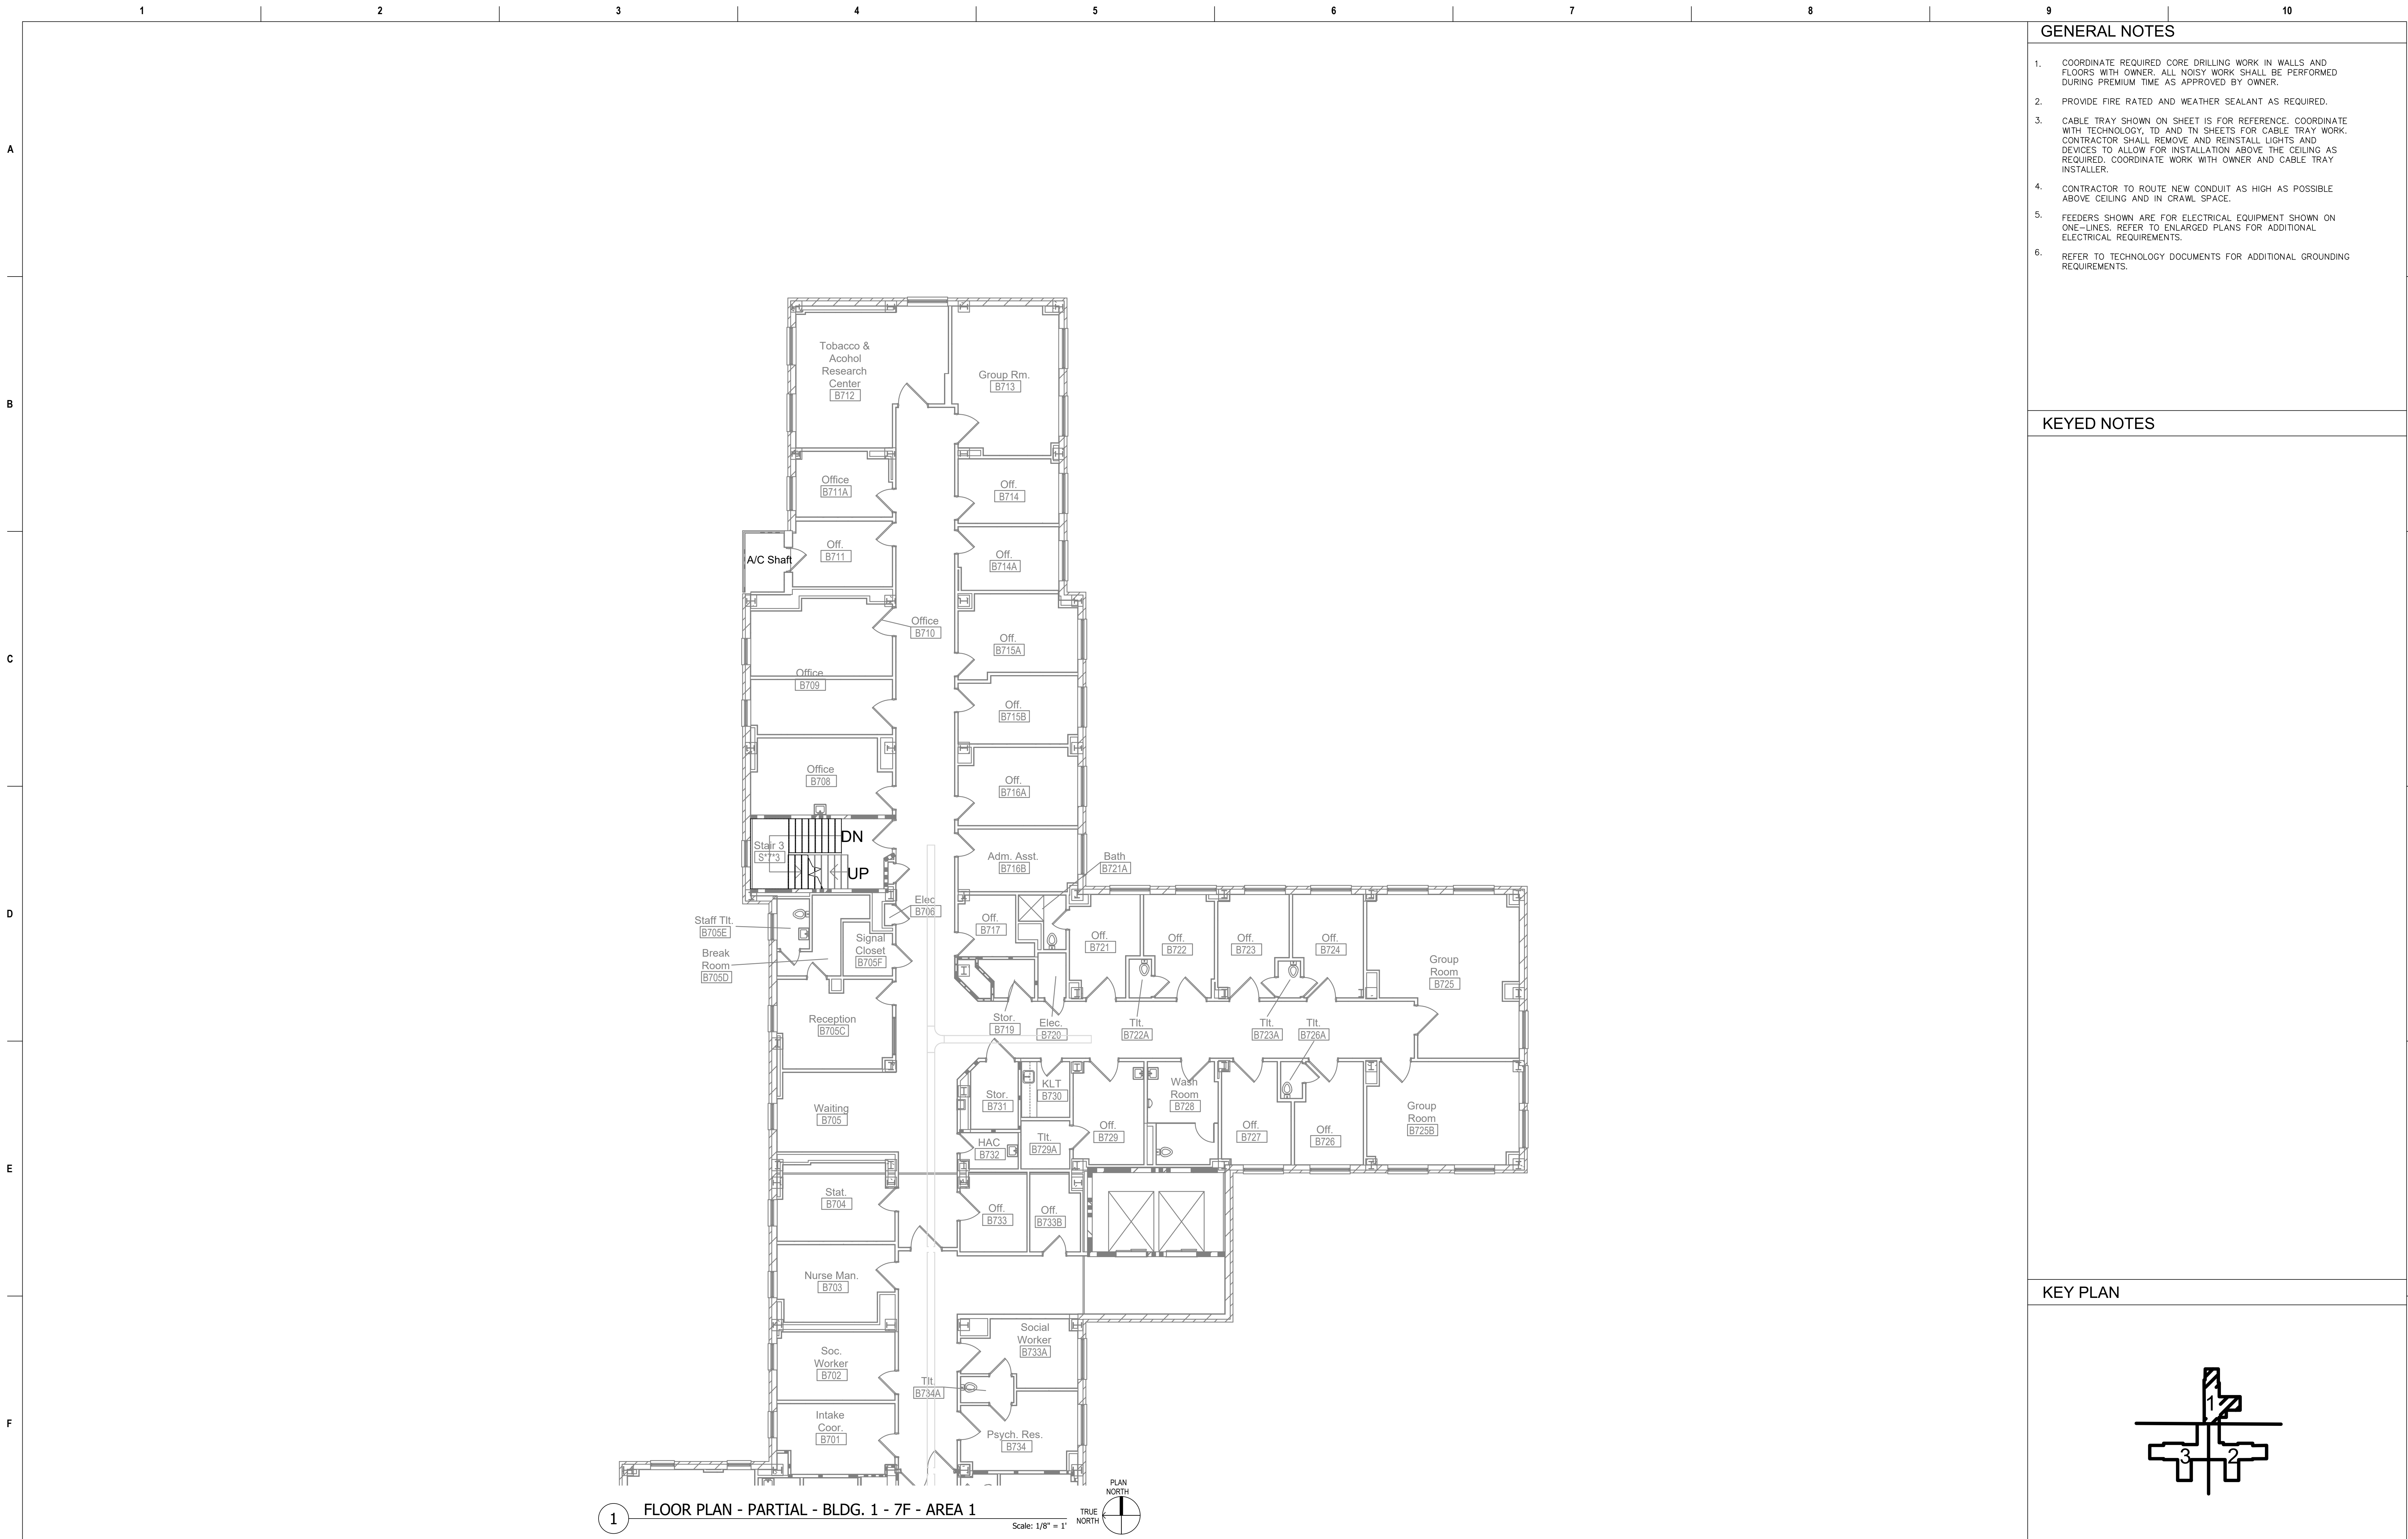 1 2 3 4 5 6 7 8 9 10
A
B
C
D
E
F
GENERAL NOTES
1. COORDINATE REQUIRED CORE DRILLING WORK IN WALLS AND
FLOORS WITH OWNER. ALL NOISY WORK SHALL BE PERFORMED
DURING PREMIUM TIME AS APPROVED BY OWNER.
2. PROVIDE FIRE RATED AND WEATHER SEALANT AS REQUIRED.
3. CABLE TRAY SHOWN ON SHEET IS FOR REFERENCE. COORDINATE
WITH TECHNOLOGY, TD AND TN SHEETS FOR CABLE TRAY WORK.
CONTRACTOR SHALL REMOVE AND REINSTALL LIGHTS AND
DEVICES TO ALLOW FOR INSTALLATION ABOVE THE CEILING AS
REQUIRED. COORDINATE WORK WITH OWNER AND CABLE TRAY
INSTALLER.
4. CONTRACTOR TO ROUTE NEW CONDUIT AS HIGH AS POSSIBLE
ABOVE CEILING AND IN CRAWL SPACE.
5. FEEDERS SHOWN ARE FOR ELECTRICAL EQUIPMENT SHOWN ON
ONE-LINES. REFER TO ENLARGED PLANS FOR ADDITIONAL
ELECTRICAL REQUIREMENTS.
6. REFER TO TECHNOLOGY DOCUMENTS FOR ADDITIONAL GROUNDING
REQUIREMENTS.
KEYED NOTES
KEY PLAN
1
3
2
Tobacco &
Acohol
Research
Center
B712
Group Rm.
B713
Office
B711A
Off.
B714
A/C Shaft
Off.
B711
Off.
B714A
Office
B710
Off.
B715A
Office
B709
Off.
B715B
Office
B708
Off.
B716A
Stair 3
S*7*3
DN
UP
Adm. Asst.
B716B
Bath
B721A
Elec
B706
Staff Tlt.
B705E
Break
Room
B705D
Signal
Closet
B705F
Off.
B717
Off.
B721
Off.
B722
Off.
B723
Off.
B724
Group
Room
B725
Reception
B705C
Stor.
B719
Elec.
B720
Tlt.
B722A
Tlt.
B723A
Tlt.
B726A
Waiting
B705
Stor.
B731
KLT
B730
Wash
Room
B728
Off.
B729
Off.
B727
Off.
B726
Group
Room
B725B
HAC
B732
Tlt.
B729A
Stat.
B704
Off.
B733
Off.
B733B
Nurse Man.
B703
Social
Worker
B733A
Soc.
Worker
B702
Tlt.
B734A
Intake
Coor.
B701
Psych. Res.
B734
1 FLOOR PLAN - PARTIAL - BLDG. 1 - 7F - AREA 1
Scale: 1/8" = 1'
PLAN
NORTH
TRUE
NORTH